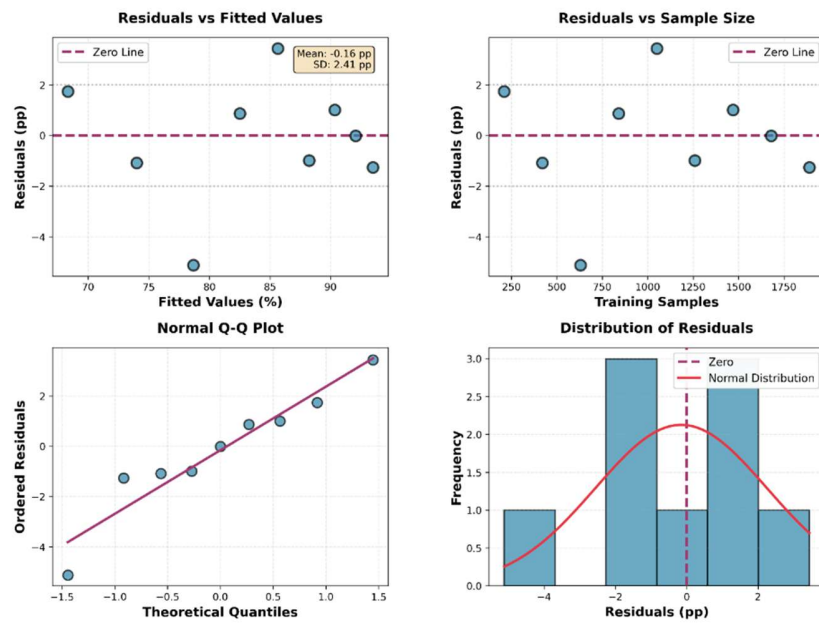 Residuals vs Fitted Values
Zero Line
Mean: -0.16 pp
SD: 2.41 pp
2
0
−2
−4
Residuals (pp)
70 75 80 85 90
Fitted Values (%)
Residuals vs Sample Size
Zero Line
2
0
−2
−4
Residuals (pp)
250 500 750 1000 1250 1500 1750
Training Samples
Normal Q-Q Plot
2
0
−2
−4
Ordered Residuals
−1.5 −1.0 −0.5 0.0 0.5 1.0 1.5
Theoretical Quantiles
Distribution of Residuals
Zero
Normal Distribution
3.0
2.5
2.0
1.5
1.0
0.5
0.0
Frequency
−4 −2 0 2
Residuals (pp)